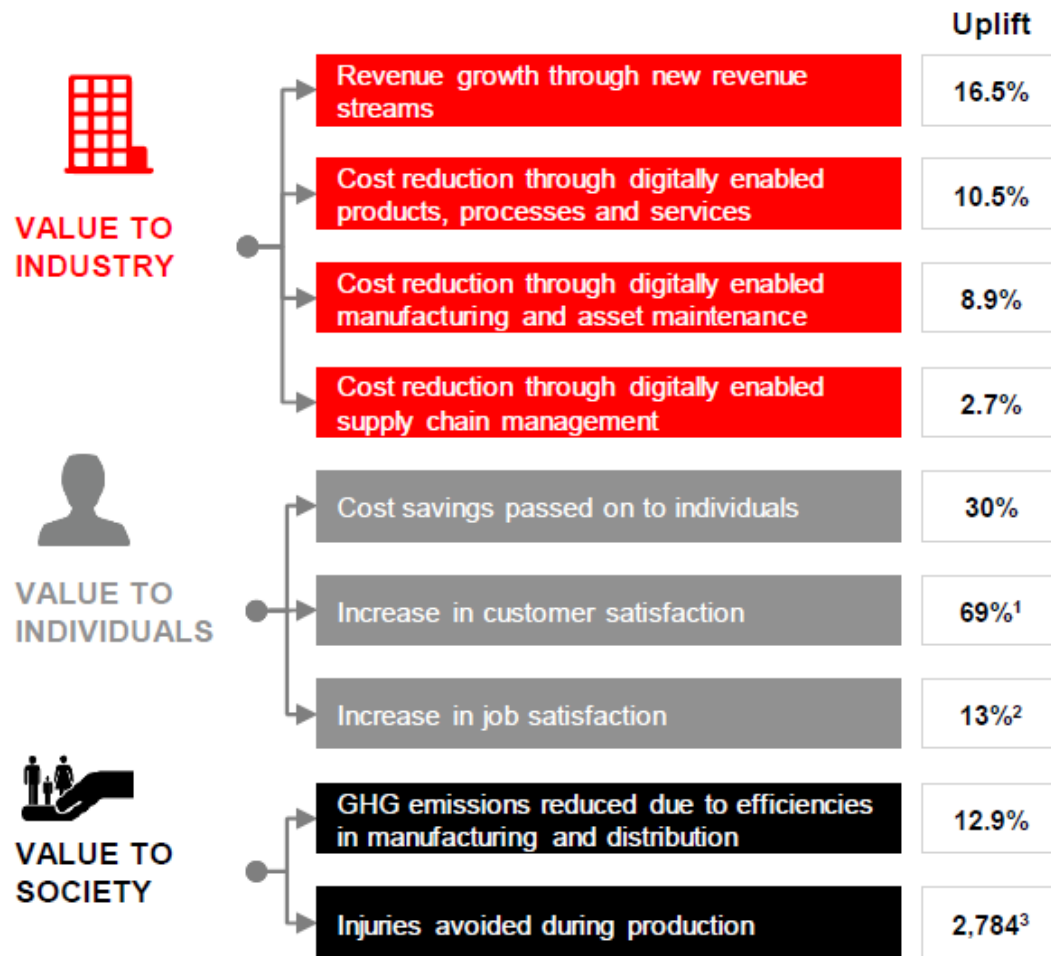 Uplift
VALUE TO
INDUSTRY
Revenue growth through new revenue
streams
16.5%
Cost reduction through digitally enabled
products, processes and services
10.5%
Cost reduction through digitally enabled
manufacturing and asset maintenance
8.9%
Cost reduction through digitally enabled
supply chain management
2.7%
VALUE TO
INDIVIDUALS
Cost savings passed on to individuals
30%
Increase in customer satisfaction
69%¹
Increase in job satisfaction
13%²
VALUE TO
SOCIETY
GHG emissions reduced due to efficiencies
in manufacturing and distribution
12.9%
Injuries avoided during production
2,784³